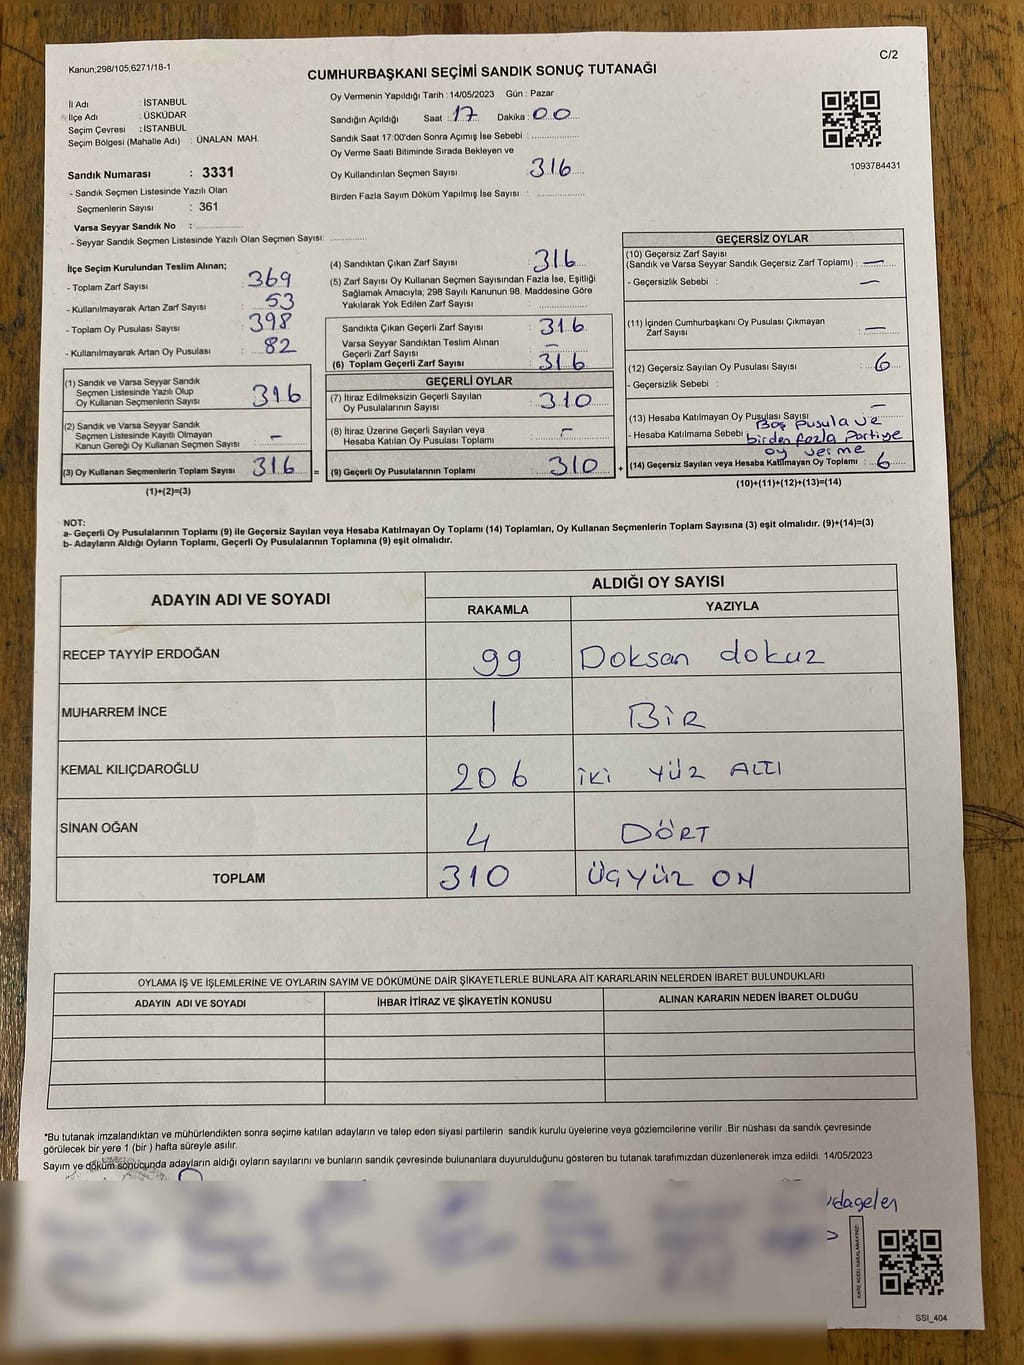 Kanun;298/105;6271/18-1
C/2
CUMHURBAŞKANI SEÇİMİ SANDIK SONUÇ TUTANAĞI
İl Adı : İSTANBUL
İlçe Adı : ÜSKÜDAR
Seçim Çevresi : İSTANBUL
Seçim Bölgesi (Mahalle Adı) : ÜNALAN MAH.
Sandık Numarası : 3331
- Sandık Seçmen Listesinde Yazılı Olan
Seçmenlerin Sayısı : 361
Varsa Seyyar Sandık No :
- Seyyar Sandık Seçmen Listesinde Yazılı Olan Seçmen Sayısı:
Oy Vermenin Yapıldığı Tarih : 14/05/2023 Gün : Pazar
Sandığın Açıldığı Saat : 17 Dakika : 00
Sandık Saat 17:00'den Sonra Açımış İse Sebebi :
Oy Verme Saati Bitiminde Sırada Bekleyen ve
Oy Kullandırılan Seçmen Sayısı : 316
Birden Fazla Sayım Döküm Yapılmış İse Sayısı :
1093784431
İlçe Seçim Kurulundan Teslim Alınan;
- Toplam Zarf Sayısı : 369
- Kullanılmayarak Artan Zarf Sayısı : 53
- Toplam Oy Pusulası Sayısı : 398
- Kullanılmayarak Artan Oy Pusulası : 82
(1) Sandık ve Varsa Seyyar Sandık
Seçmen Listesinde Yazılı Olup
Oy Kullanan Seçmenlerin Sayısı : 316
(2) Sandık ve Varsa Seyyar Sandık
Seçmen Listesinde Kayıtlı Olmayan
Kanun Gereği Oy Kullanan Seçmen Sayısı : -
(3) Oy Kullanan Seçmenlerin Toplam Sayısı : 316 =
(1)+(2)=(3)
(4) Sandıktan Çıkan Zarf Sayısı : 316
(5) Zarf Sayısı Oy Kullanan Seçmen Sayısından Fazla İse, Eşitliği
Sağlamak Amacıyla; 298 Sayılı Kanunun 98. Maddesine Göre
Yakılarak Yok Edilen Zarf Sayısı :
Sandıkta Çıkan Geçerli Zarf Sayısı : 316
Varsa Seyyar Sandıktan Teslim Alınan
Geçerli Zarf Sayısı : -
(6) Toplam Geçerli Zarf Sayısı : 316
GEÇERLİ OYLAR
(7) İtiraz Edilmeksizin Geçerli Sayılan
Oy Pusulalarının Sayısı : 310
(8) İtiraz Üzerine Geçerli Sayılan veya
Hesaba Katılan Oy Pusulası Toplamı : -
(9) Geçerli Oy Pusulalarının Toplamı : 310 +
GEÇERSİZ OYLAR
(10) Geçersiz Zarf Sayısı
(Sandık ve Varsa Seyyar Sandık Geçersiz Zarf Toplamı) : -
- Geçersizlik Sebebi : -
(11) İçinden Cumhurbaşkanı Oy Pusulası Çıkmayan
Zarf Sayısı : -
(12) Geçersiz Sayılan Oy Pusulası Sayısı : 6
- Geçersizlik Sebebi :
(13) Hesaba Katılmayan Oy Pusulası Sayısı : -
- Hesaba Katılmama Sebebi : Boş pusula ve
birden fazla partiye
oy verme
(14) Geçersiz Sayılan veya Hesaba Katılmayan Oy Toplamı : 6
(10)+(11)+(12)+(13)=(14)
NOT:
a- Geçerli Oy Pusulalarının Toplamı (9) ile Geçersiz Sayılan veya Hesaba Katılmayan Oy Toplamı (14) Toplamları, Oy Kullanan Seçmenlerin Toplam Sayısına (3) eşit olmalıdır. (9)+(14)=(3)
b- Adayların Aldığı Oyların Toplamı, Geçerli Oy Pusulalarının Toplamına (9) eşit olmalıdır.
ADAYIN ADI VE SOYADI
ALDIĞI OY SAYISI
RAKAMLA YAZIYLA
RECEP TAYYİP ERDOĞAN 99 Doksan dokuz
MUHARREM İNCE 1 BİR
KEMAL KILIÇDAROĞLU 206 İKİ YÜZ ALTI
SİNAN OĞAN 4 DÖRT
TOPLAM 310 ÜÇYÜZ ON
OYLAMA İŞ VE İŞLEMLERİNE VE OYLARIN SAYIM VE DÖKÜMÜNE DAİR ŞİKAYETLERLE BUNLARA AİT KARARLARIN NELERDEN İBARET BULUNDUKLARI
ADAYIN ADI VE SOYADI İHBAR İTİRAZ VE ŞİKAYETİN KONUSU ALINAN KARARIN NEDEN İBARET OLDUĞU
*Bu tutanak imzalandıktan ve mühürlendikten sonra seçime katılan adayların ve talep eden siyasi partilerin sandık kurulu üyelerine veya gözlemcilerine verilir .Bir nüshası da sandık çevresinde
görülecek bir yere 1 (bir ) hafta süreyle asılır.
Sayım ve döküm sonucunda adayların aldığı oyların sayılarını ve bunların sandık çevresinde bulunanlara duyurulduğunu gösteren bu tutanak tarafımızdan düzenlenerek imza edildi. 14/05/2023
KARE KODU KARALAMAYINIZ!
SSI_404